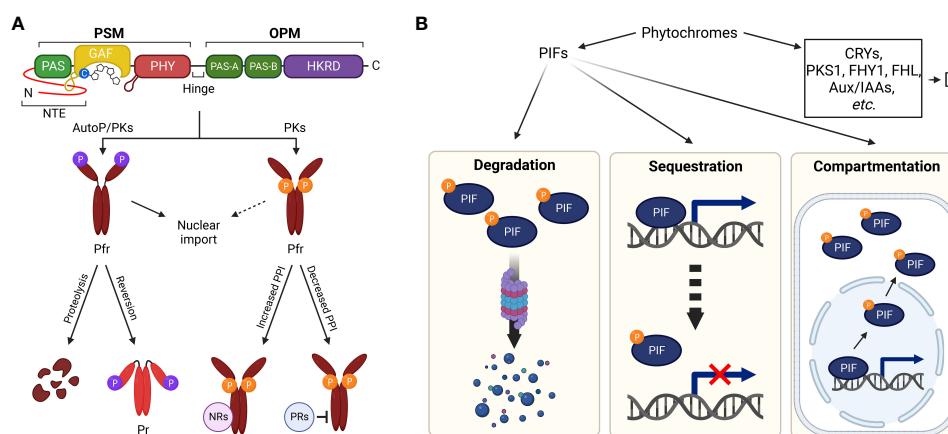 A
PSM
OPM
GAF
PAS
C
PHY
PAS-A
PAS-B
HKRD
C
N
Hinge
NTE
AutoP/PKs
PKs
P
P
P
P
Nuclear
import
Pfr
Pfr
Proteolysis
Reversion
Increased PPI
Decreased PPI
P
P
P
P
P
P
NRs
PRs
Pr
B
Phytochromes
PIFs
CRYs,
PKS1, FHY1, FHL,
Aux/IAAs,
etc.
Degradation
P
PIF
P
PIF
P
PIF
Sequestration
PIF
P
PIF
Compartmentation
P
PIF
P
PIF
P
PIF
P
PIF
PIF